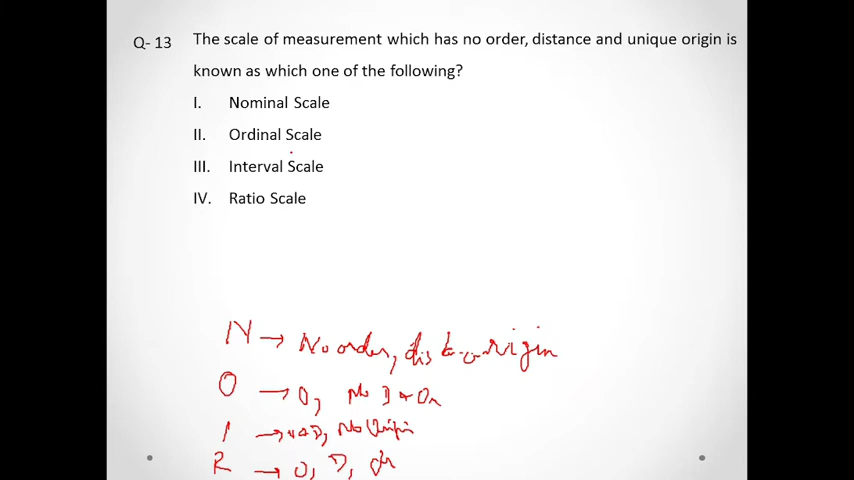 Q- 13 The scale of measurement which has no order, distance and unique origin is
known as which one of the following?
I. Nominal Scale
II. Ordinal Scale
III. Interval Scale
IV. Ratio Scale
N → No order, origin
O → O, No D
I → D, No Origin
R → O, D, Or